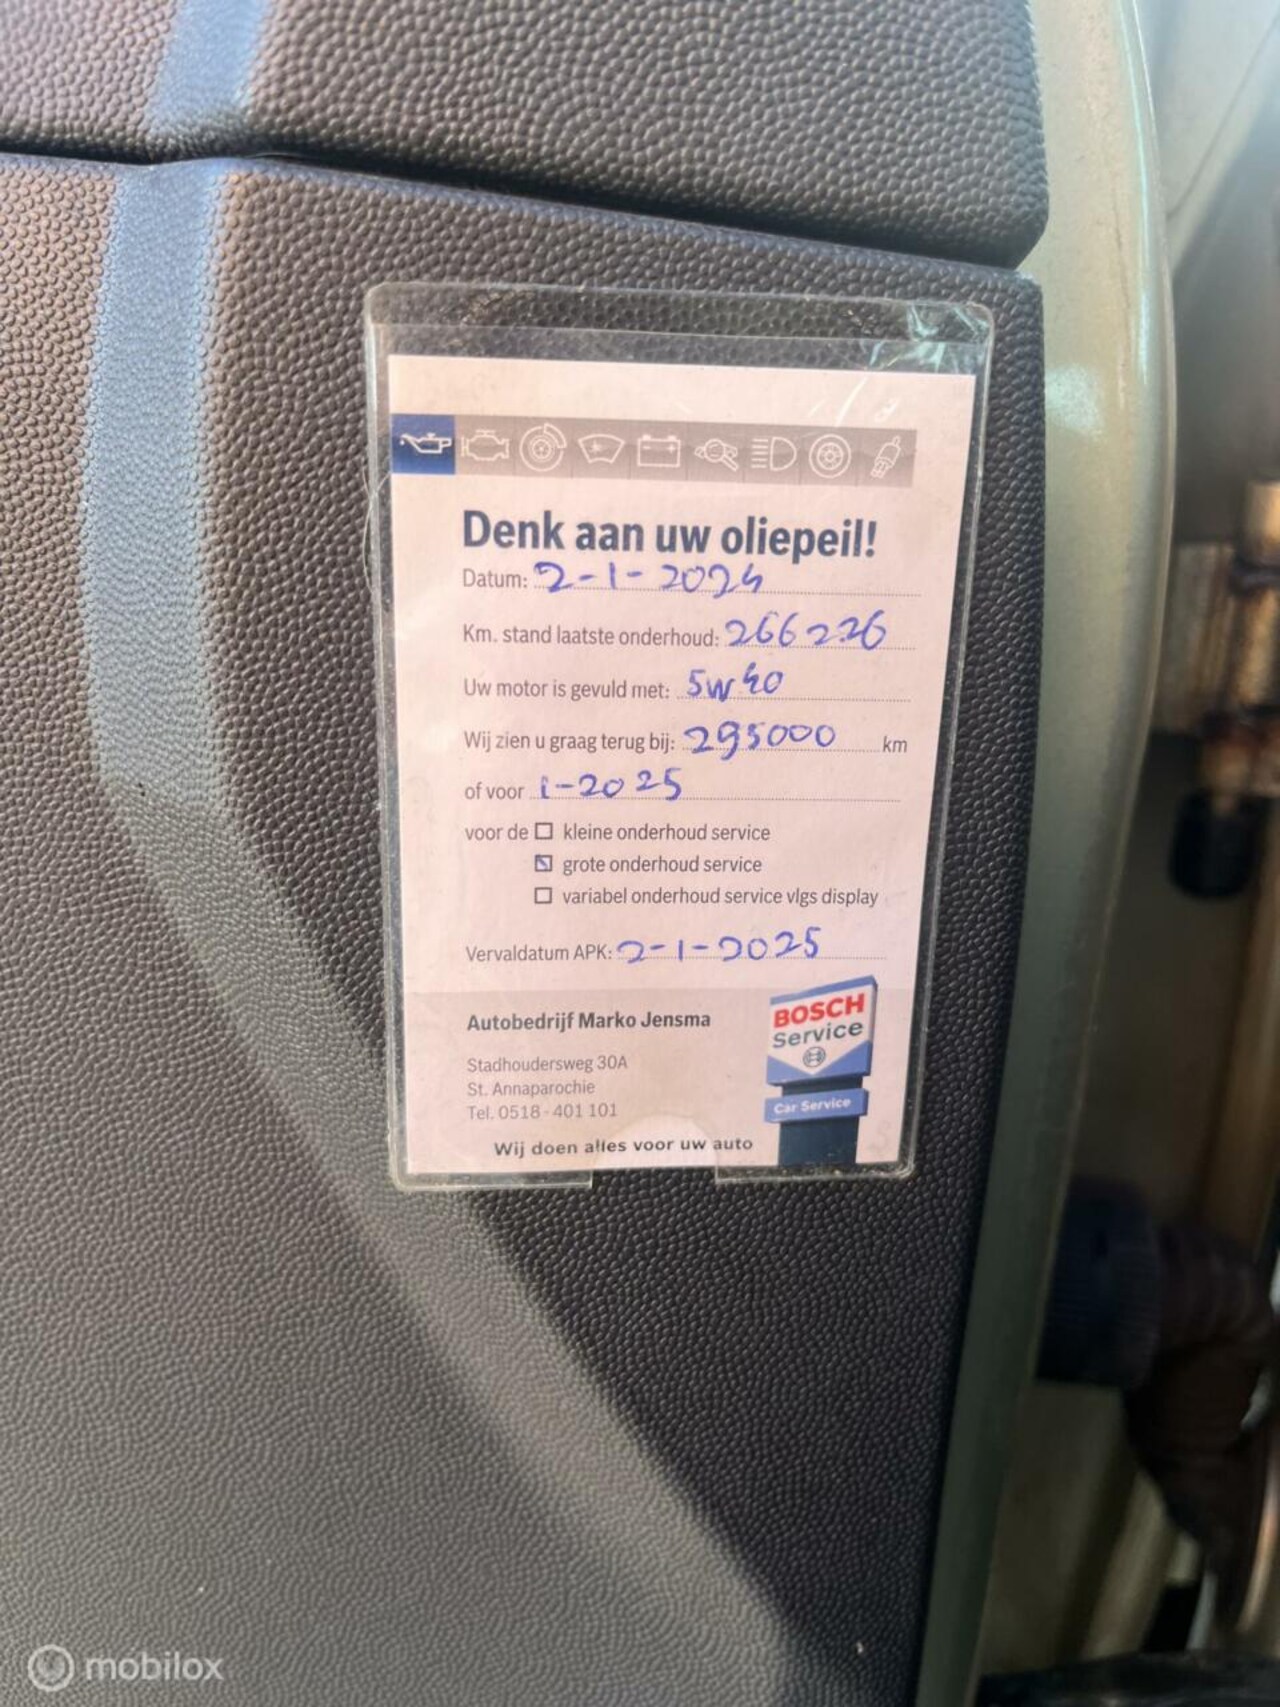 Denk aan uw oliepeil!
Datum: 2-1-2024
Km. stand laatste onderhoud: 266226
Uw motor is gevuld met: 5w40
Wij zien u graag terug bij: 295000 km
of voor 1-2025
voor de ☐ kleine onderhoud service
☑ grote onderhoud service
☐ variabel onderhoud service vlgs display
Vervaldatum APK: 2-1-2025
Autobedrijf Marko Jensma
Stadhoudersweg 30A
St. Annaparochie
Tel. 0518 - 401 101
Wij doen alles voor uw auto
BOSCH
Service
Car Service
mobilox